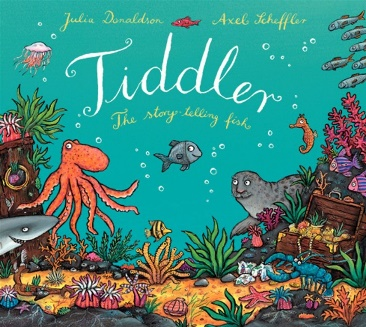 Julia Donaldson Axel Scheffler
Tiddler
The story-telling fish